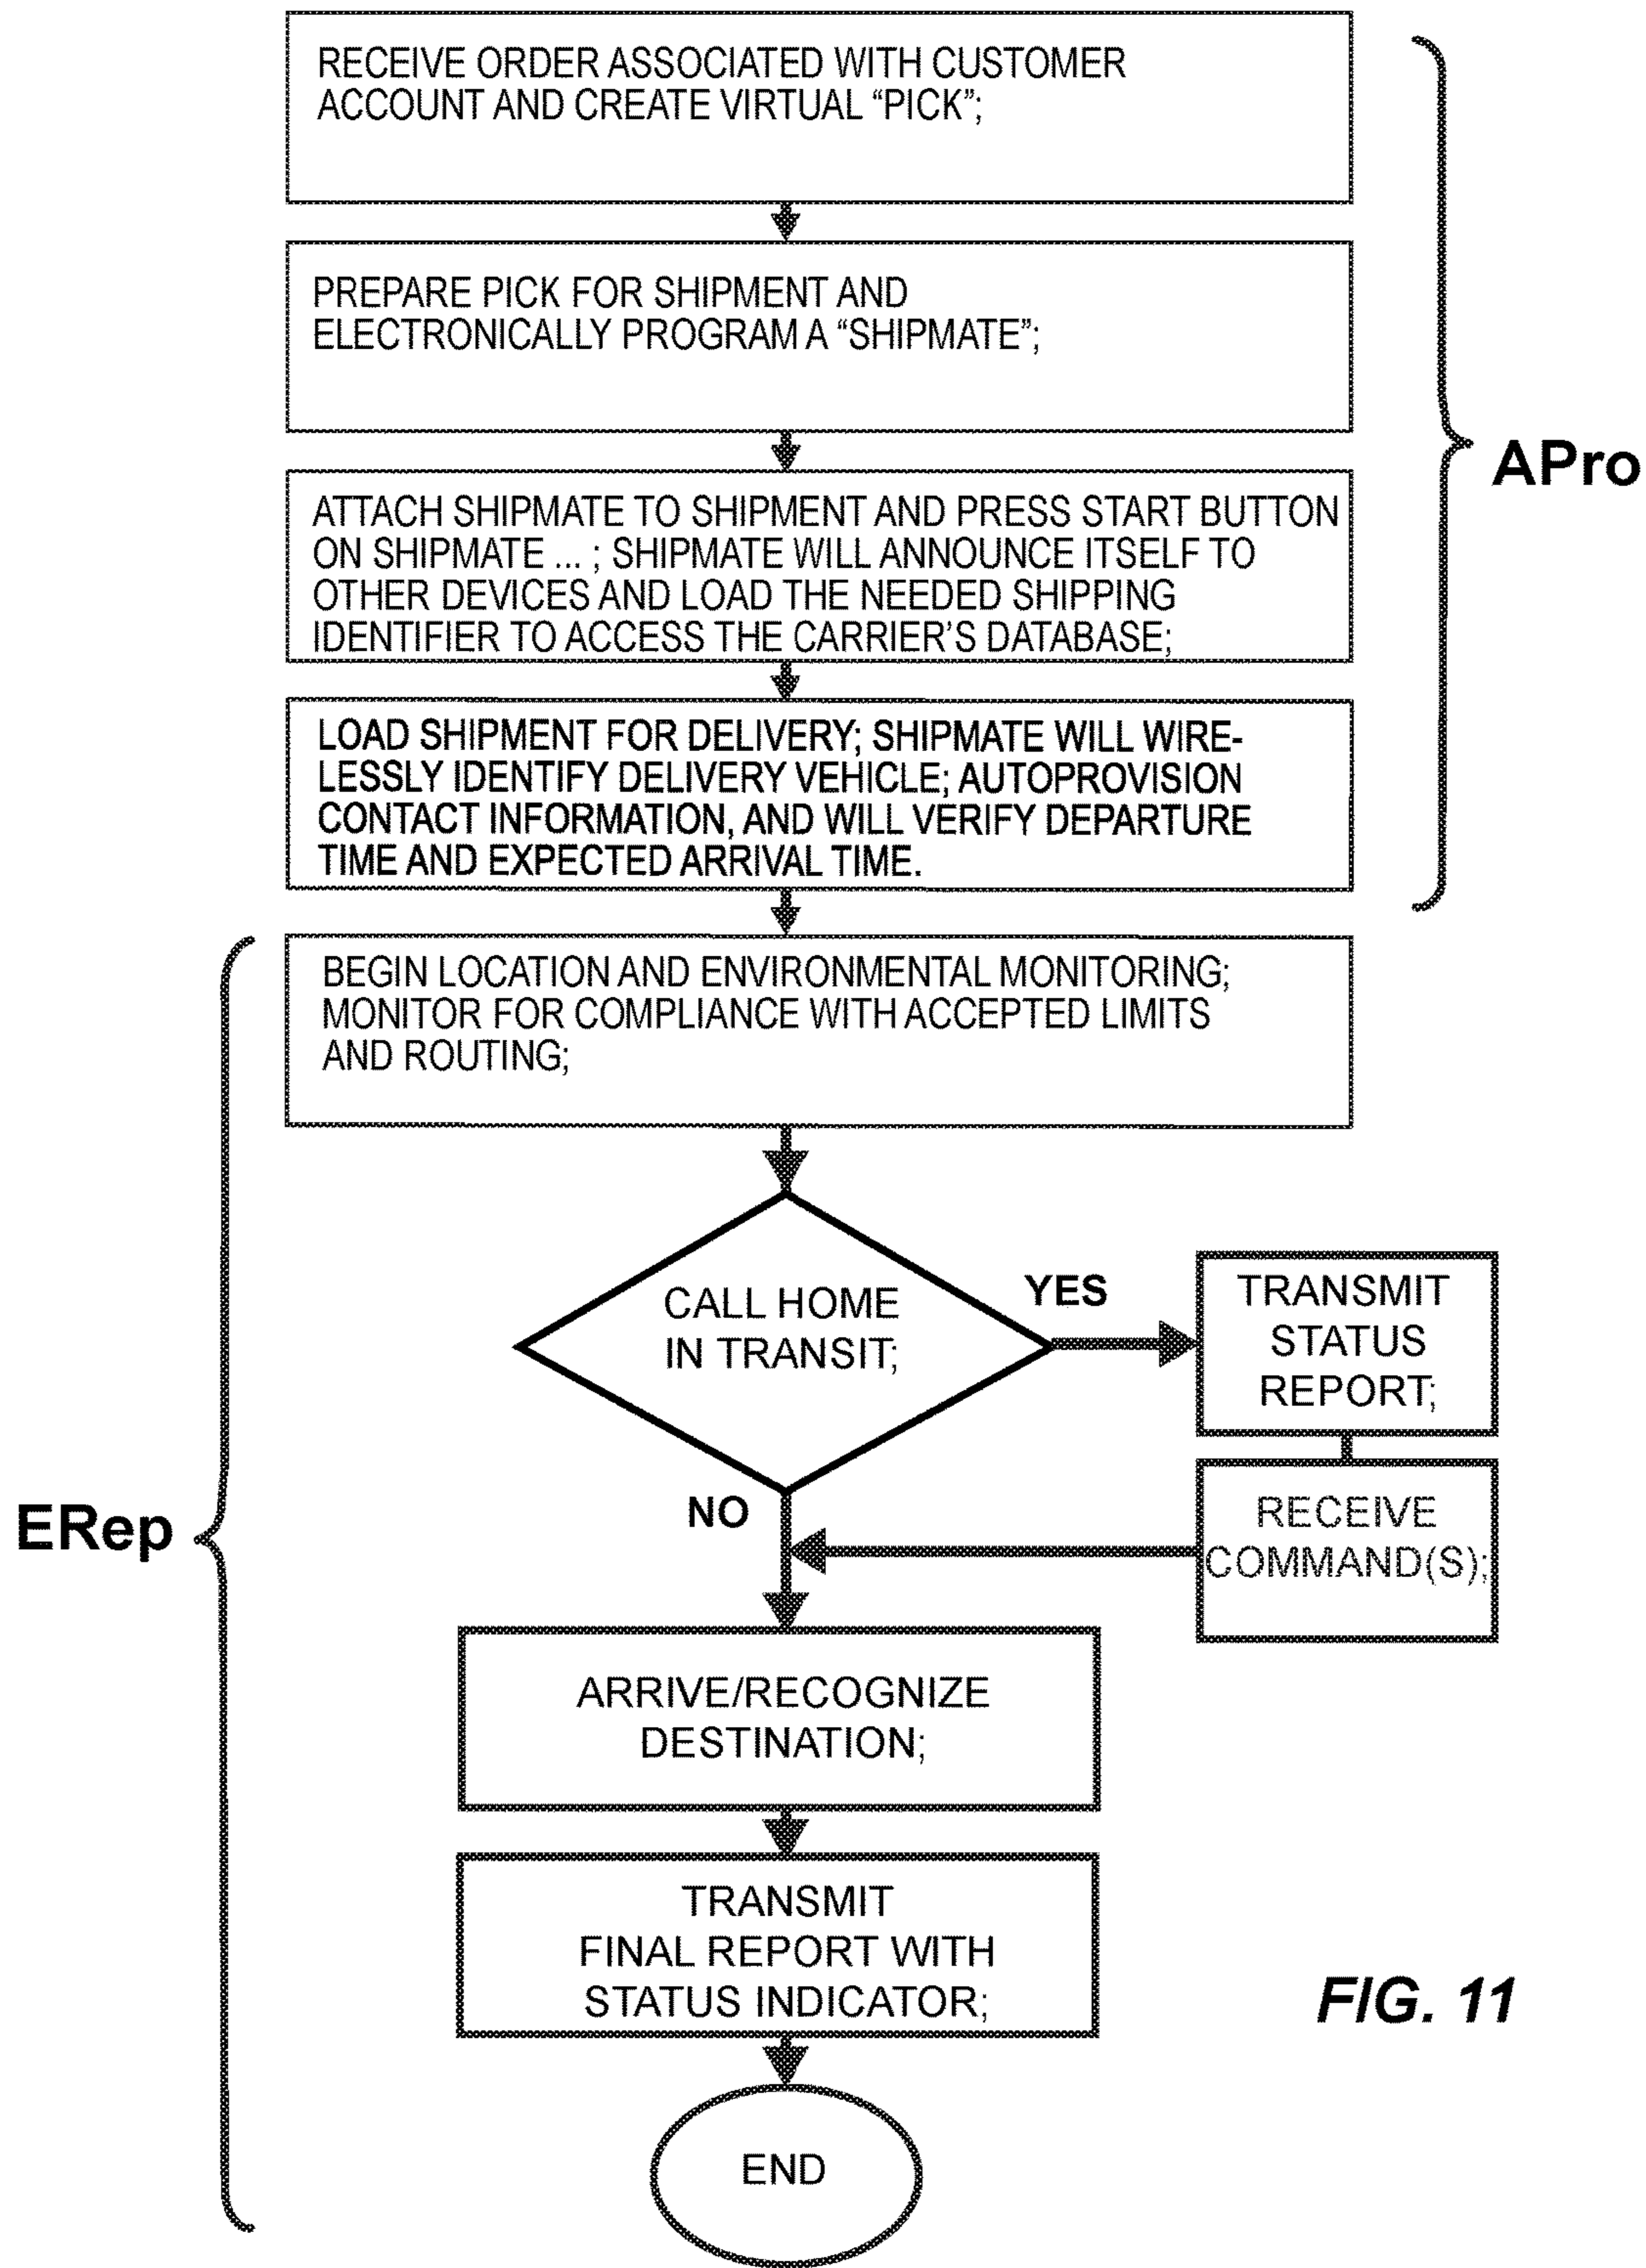 RECEIVE ORDER ASSOCIATED WITH CUSTOMER
ACCOUNT AND CREATE VIRTUAL “PICK”;
PREPARE PICK FOR SHIPMENT AND
ELECTRONICALLY PROGRAM A “SHIPMATE”;
APro
ATTACH SHIPMATE TO SHIPMENT AND PRESS START BUTTON
ON SHIPMATE ... ; SHIPMATE WILL ANNOUNCE ITSELF TO
OTHER DEVICES AND LOAD THE NEEDED SHIPPING
IDENTIFIER TO ACCESS THE CARRIER’S DATABASE;
LOAD SHIPMENT FOR DELIVERY; SHIPMATE WILL WIRE-
LESSLY IDENTIFY DELIVERY VEHICLE; AUTOPROVISION
CONTACT INFORMATION, AND WILL VERIFY DEPARTURE
TIME AND EXPECTED ARRIVAL TIME.
BEGIN LOCATION AND ENVIRONMENTAL MONITORING;
MONITOR FOR COMPLIANCE WITH ACCEPTED LIMITS
AND ROUTING;
CALL HOME
IN TRANSIT;
YES
TRANSMIT
STATUS
REPORT;
NO
RECEIVE
COMMAND(S);
ERep
ARRIVE/RECOGNIZE
DESTINATION;
TRANSMIT
FINAL REPORT WITH
STATUS INDICATOR;
FIG. 11
END